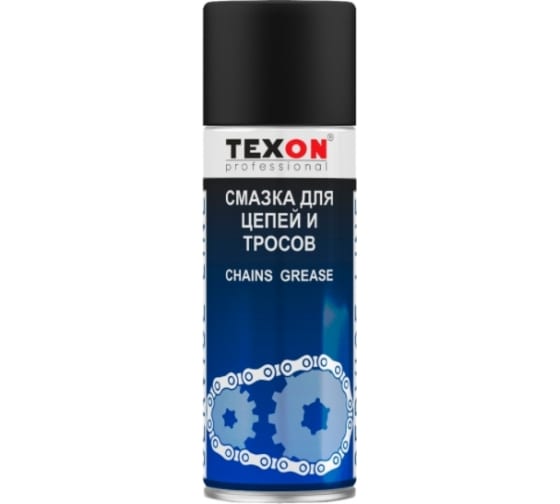 TEXON®
professional
СМАЗКА ДЛЯ
ЦЕПЕЙ И
ТРОСОВ
CHAINS GREASE